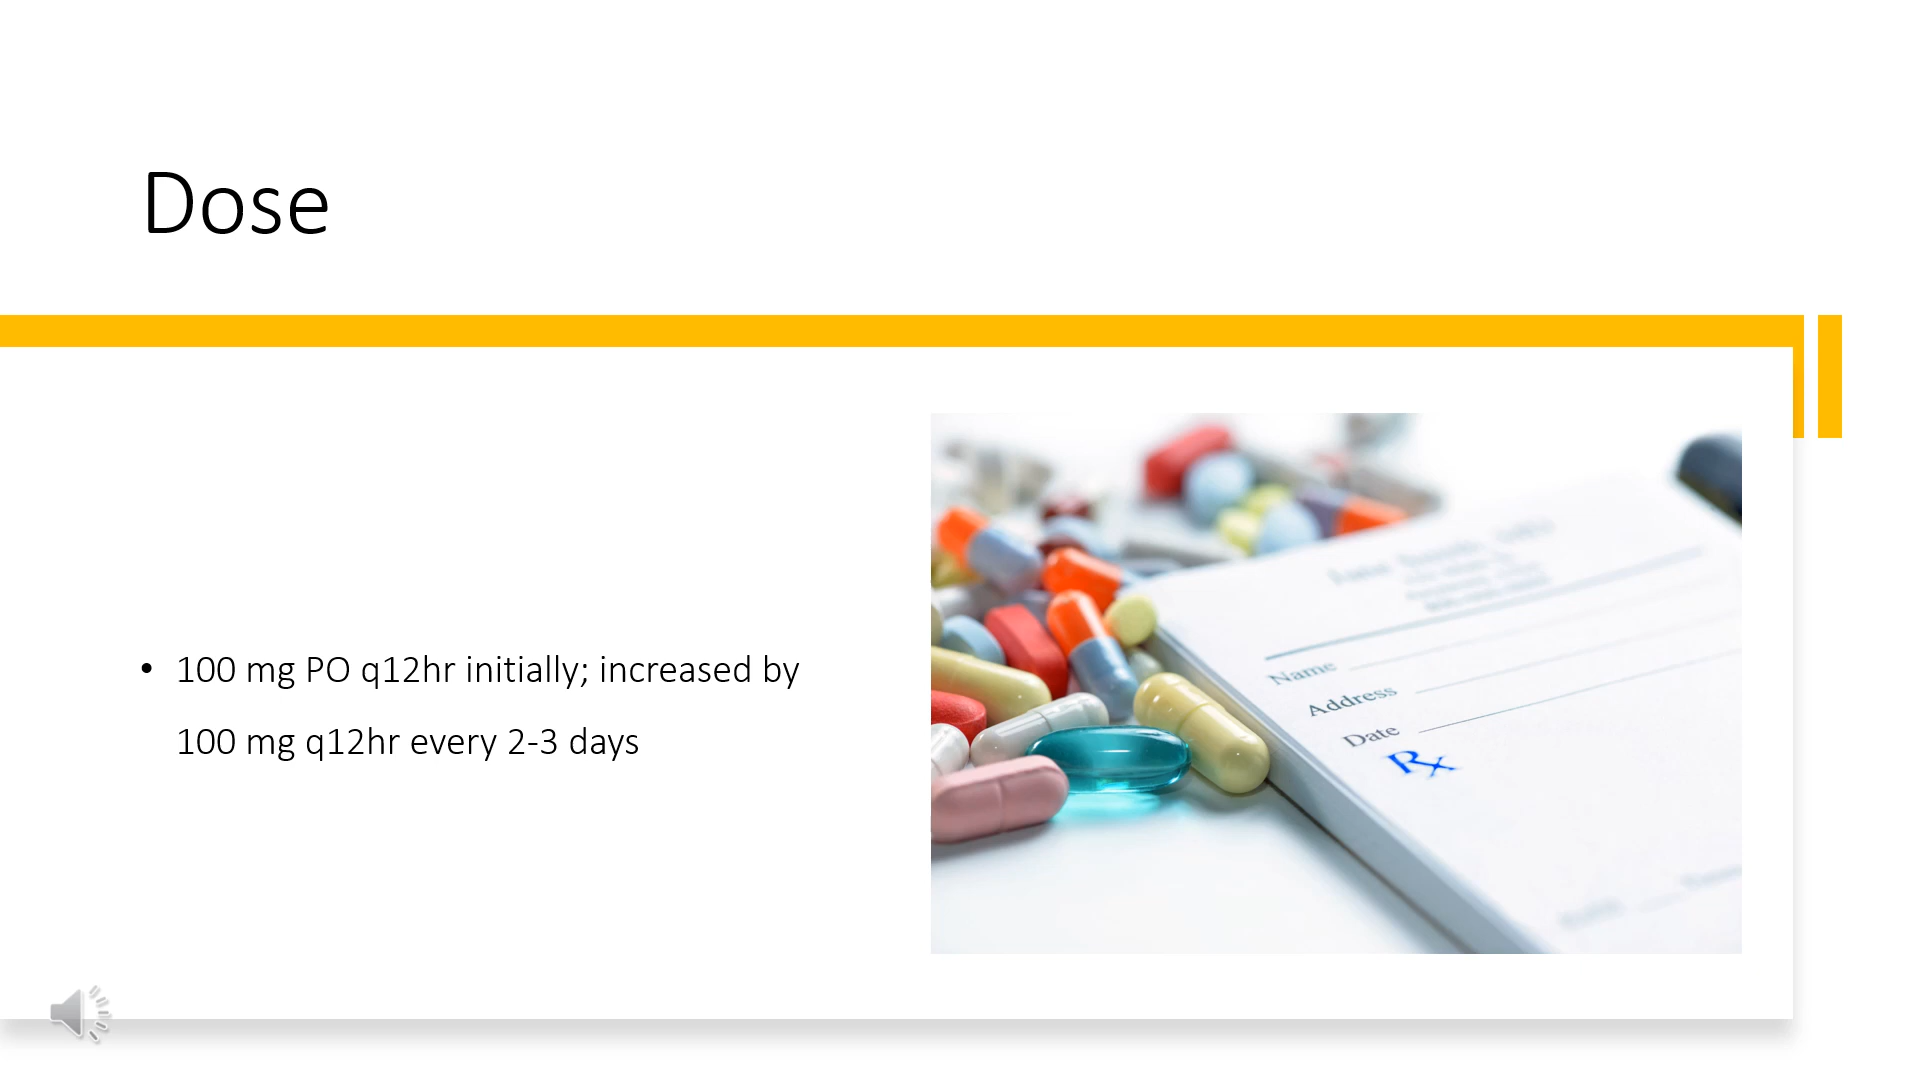 Dose
• 100 mg PO q12hr initially; increased by
100 mg q12hr every 2-3 days
Name
Address
Date
Rx